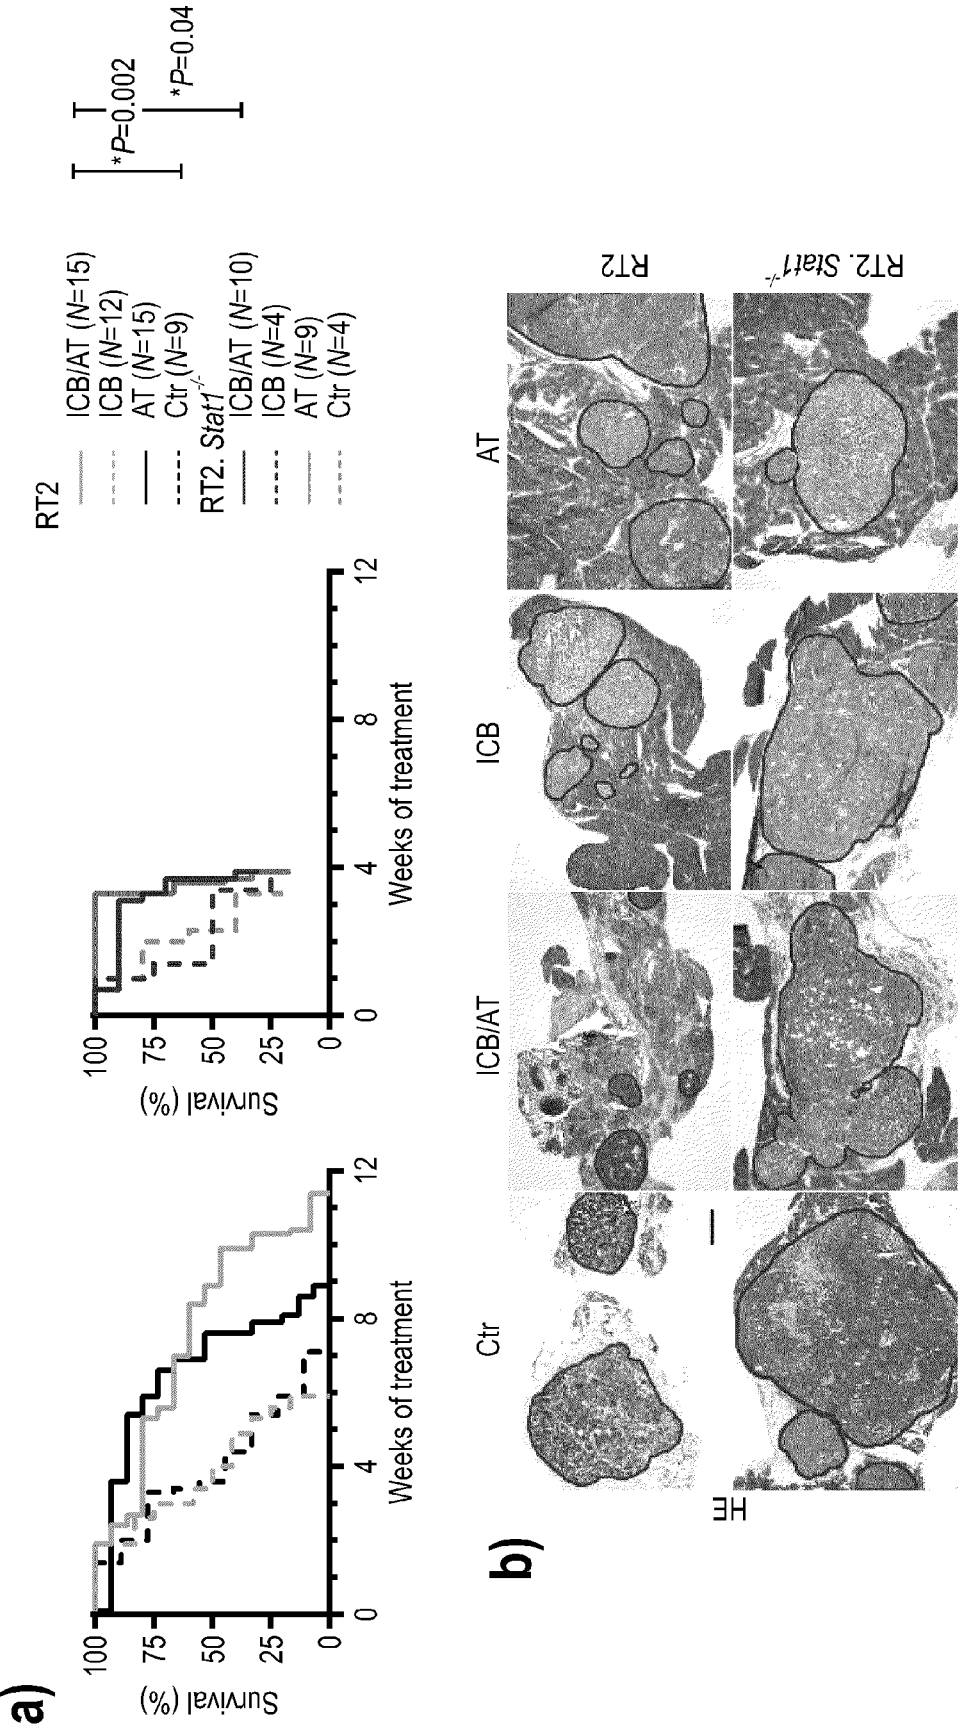 a)
Survival (%)
100
75
50
25
0
0
4
8
12
Weeks of treatment
Survival (%)
100
75
50
25
0
0
4
8
12
Weeks of treatment
RT2
ICB/AT (N=15)
ICB (N=12)
AT (N=15)
Ctr (N=9)
RT2. Stat1-/-
ICB/AT (N=10)
ICB (N=4)
AT (N=9)
Ctr (N=4)
*P=0.002
*P=0.04
b)
Ctr
ICB/AT
ICB
AT
HE
RT2
RT2. Stat1-/-